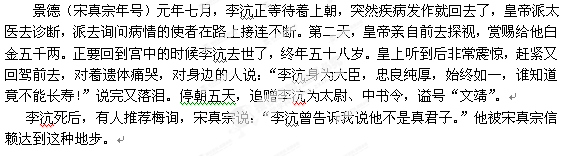 景德（宋真宗年号）元年七月，李沆正等待着上朝，突然疾病发作就回去了，皇帝派太
医去诊断，派去询问病情的使者在路上接连不断。第二天，皇帝亲自前去探视，赏赐给他白
金五千两。正要回到宫中的时候李沆去世了，终年五十八岁。皇上听到后非常震惊，赶紧又
回驾前去，对着遗体痛哭，对身边的人说：“李沆身为大臣，忠良纯厚，始终如一，谁知道
竟不能长寿！”说完又落泪。停朝五天，追赠李沆为太尉、中书令，谥号“文靖”。
李沆死后，有人推荐梅询，宋真宗说：“李沆曾告诉我说他不是真君子。”他被宋真宗信
赖达到这种地步。